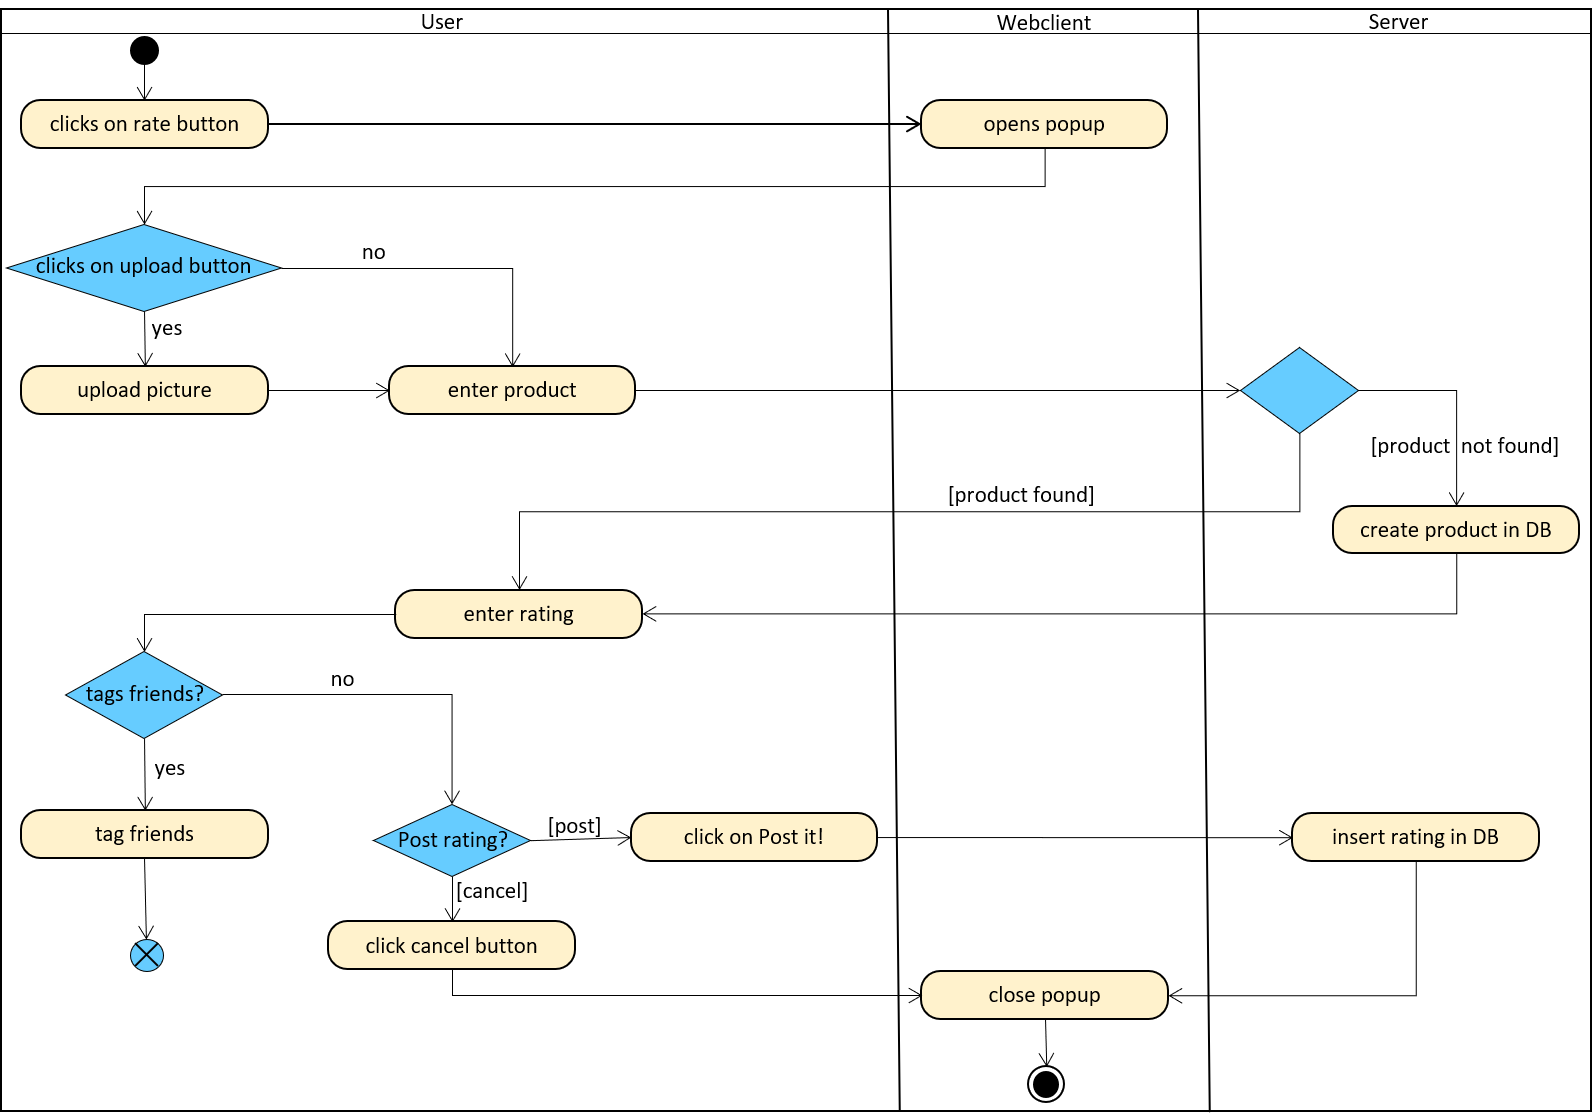 User
Webclient
Server
clicks on rate button
opens popup
clicks on upload button
no
yes
upload picture
enter product
[product not found]
[product found]
create product in DB
enter rating
tags friends?
no
yes
tag friends
Post rating?
[post]
click on Post it!
insert rating in DB
[cancel]
click cancel button
close popup